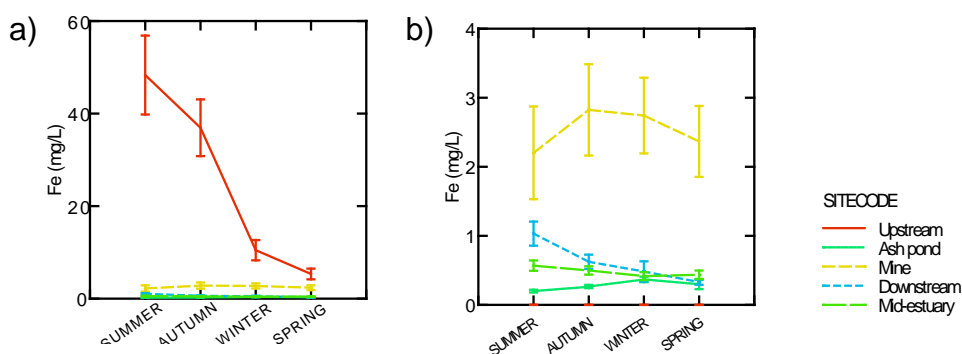 a)
Fe (mg/L)
60
40
20
0
SUMMER
AUTUMN
WINTER
SPRING
b)
Fe (mg/L)
4
3
2
1
0
SUMMER
AUTUMN
WINTER
SPRING
SITECODE
Upstream
Ash pond
Mine
Downstream
Mid-estuary